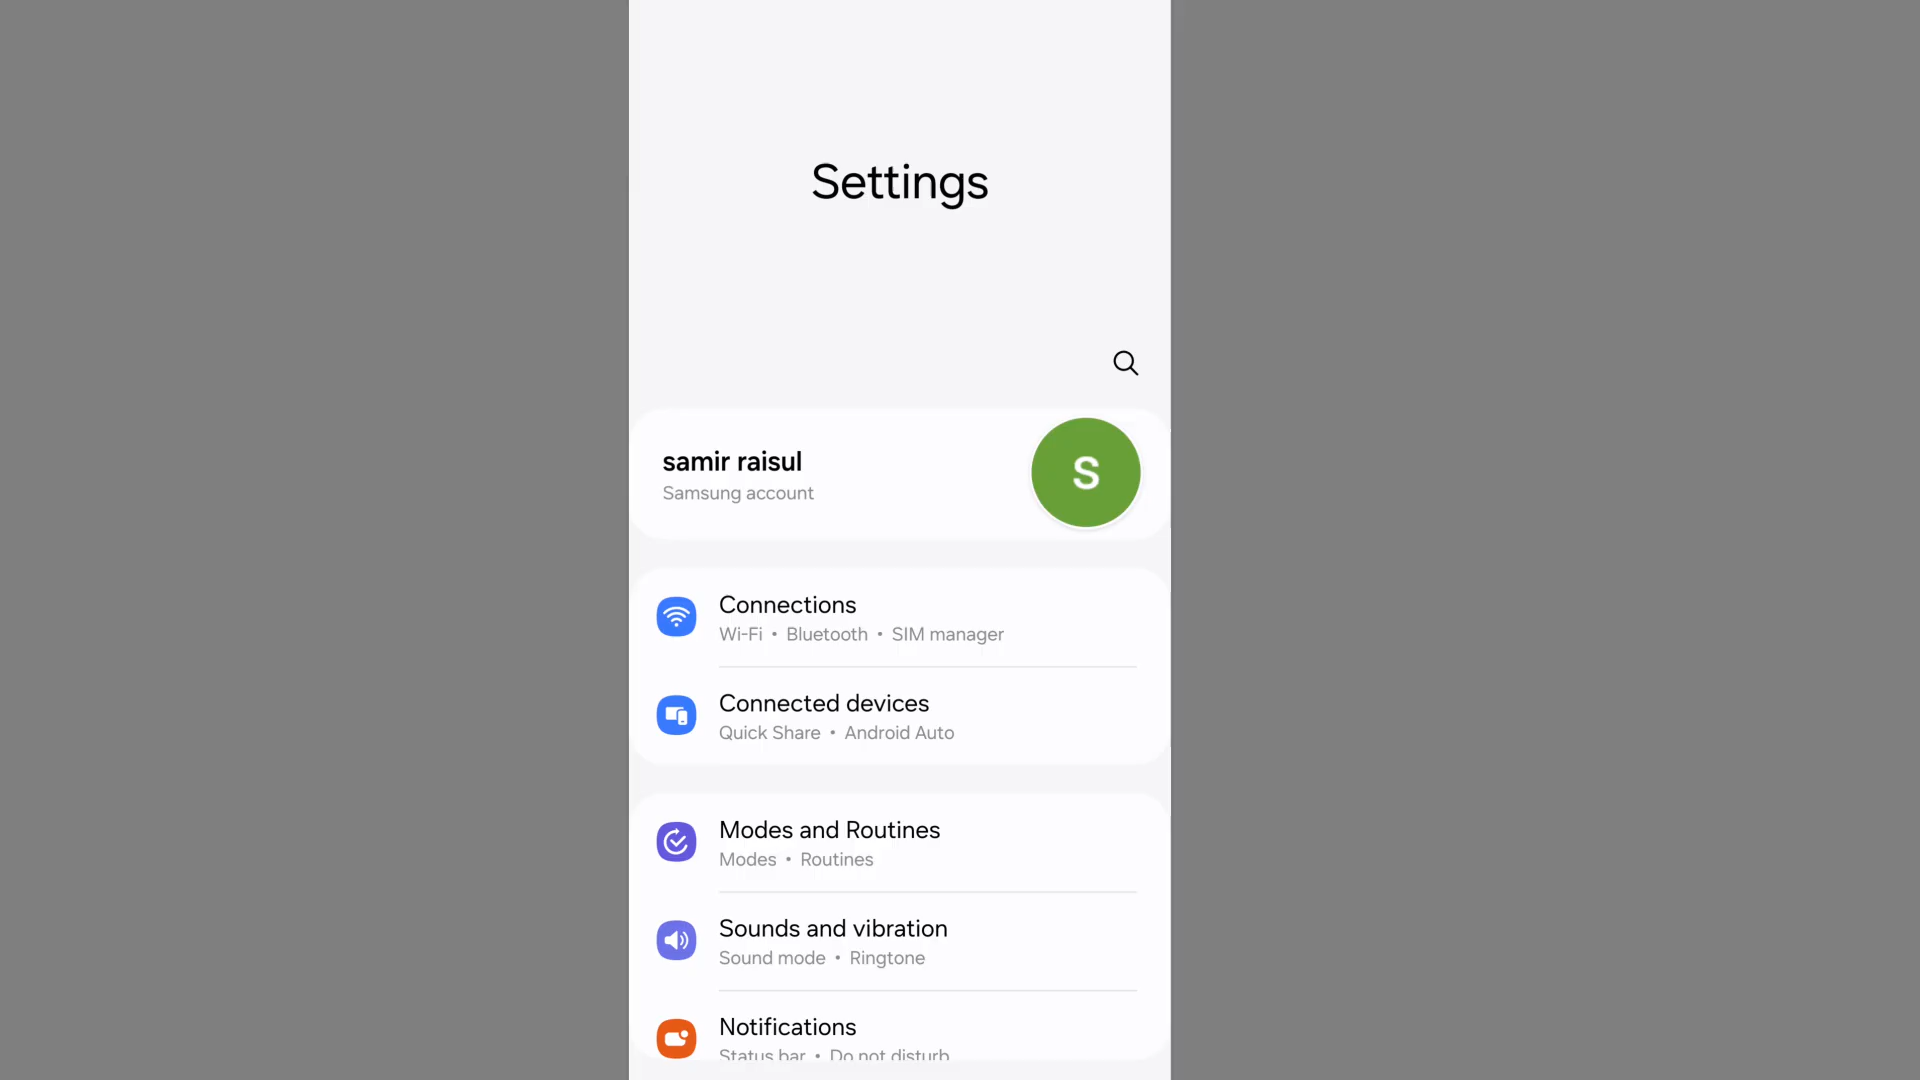 Settings
samir raisul
Samsung account
S
Connections
Wi-Fi • Bluetooth • SIM manager
Connected devices
Quick Share • Android Auto
Modes and Routines
Modes • Routines
Sounds and vibration
Sound mode • Ringtone
Notifications
Status bar • Do not disturb